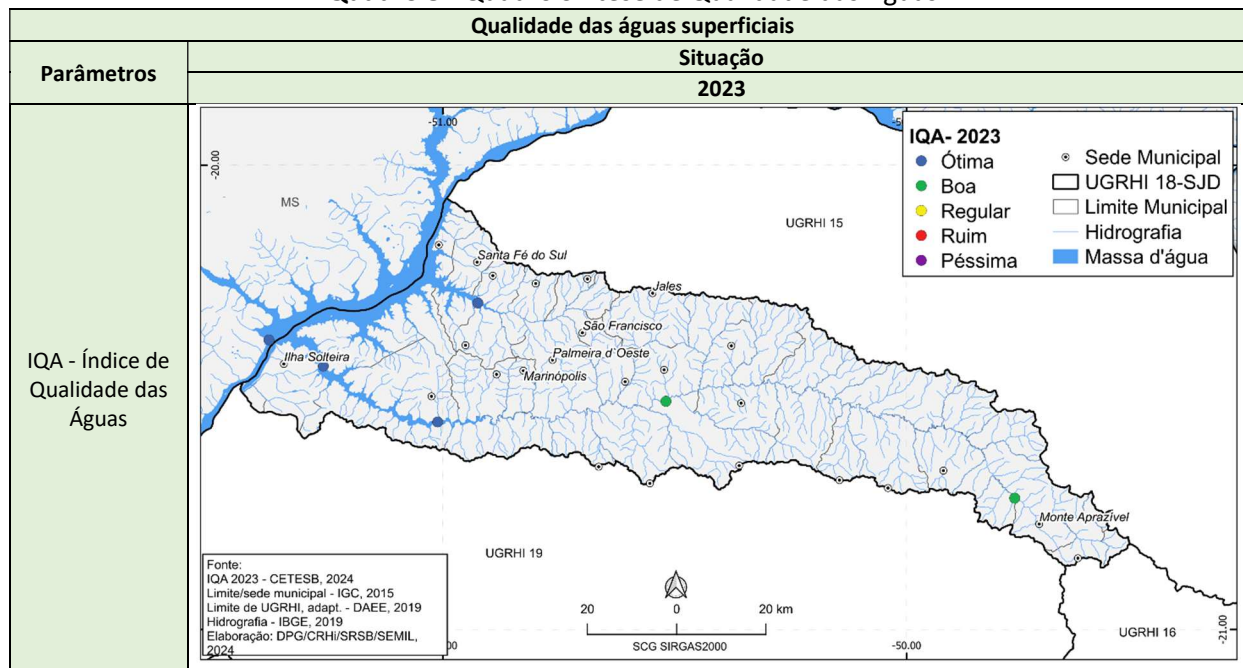 Qualidade das águas superficiais
Parâmetros
Situação
2023
IQA - Índice de
Qualidade das
Águas
-51.00
-20.00
MS
UGRHI 15
IQA- 2023
Ótima
Boa
Regular
Ruim
Péssima
Sede Municipal
UGRHI 18-SJD
Limite Municipal
Hidrografia
Massa d'água
Santa Fé do Sul
Jales
São Francisco
Palmeira d´Oeste
Marinópolis
Ilha Solteira
Monte Aprazível
UGRHI 19
UGRHI 16
Fonte:
IQA 2023 - CETESB, 2024
Limite/sede municipal - IGC, 2015
Limite de UGRHI, adapt. - DAEE, 2019
Hidrografia - IBGE, 2019
Elaboração: DPG/CRHi/SRSB/SEMIL,
2024
20 0 20 km
SCG SIRGAS2000
-50.00
-21.00